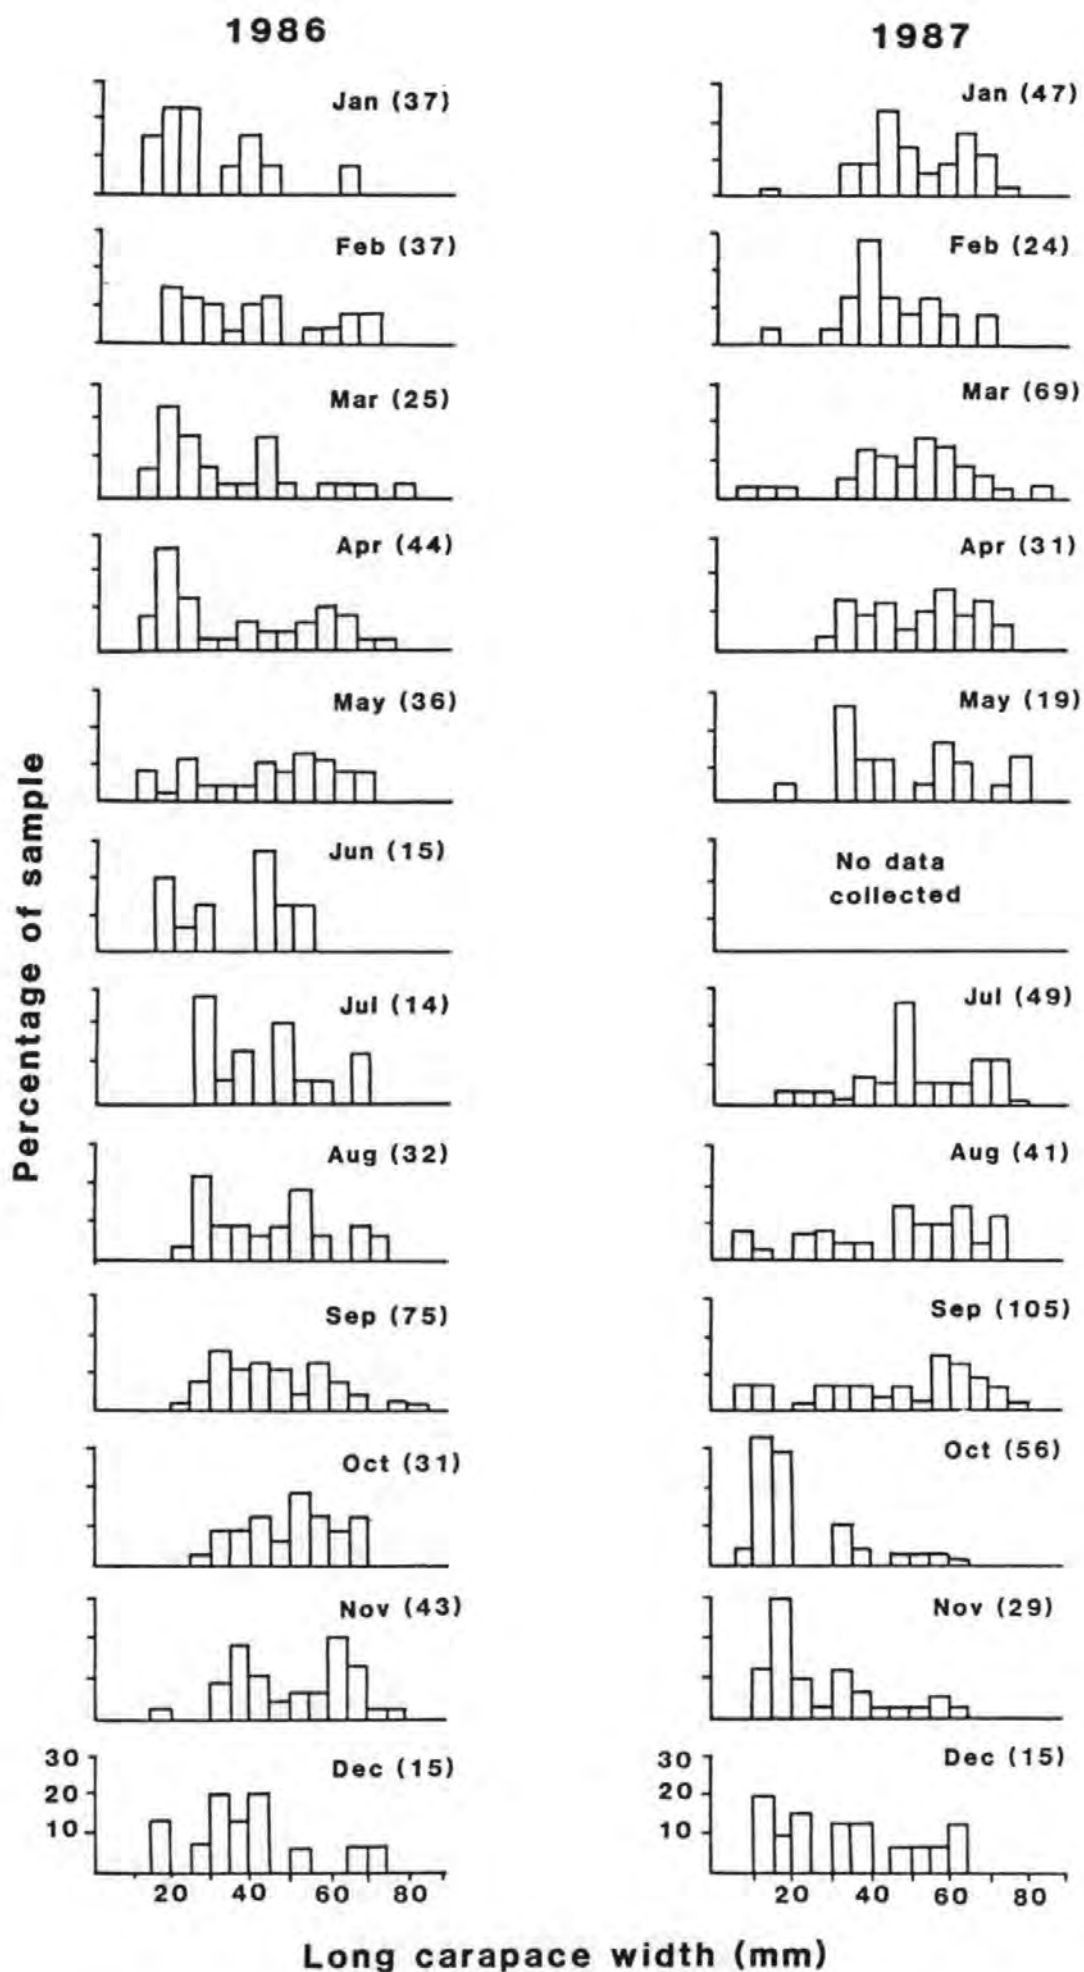 1986
1987
Jan (37)
Jan (47)
Feb (37)
Feb (24)
Mar (25)
Mar (69)
Apr (44)
Apr (31)
May (36)
May (19)
Jun (15)
No data
collected
Jul (14)
Jul (49)
Aug (32)
Aug (41)
Sep (75)
Sep (105)
Oct (31)
Oct (56)
Nov (43)
Nov (29)
Dec (15)
Dec (15)
30
20
10
30
20
10
20 40 60 80
20 40 60 80
Percentage of sample
Long carapace width (mm)